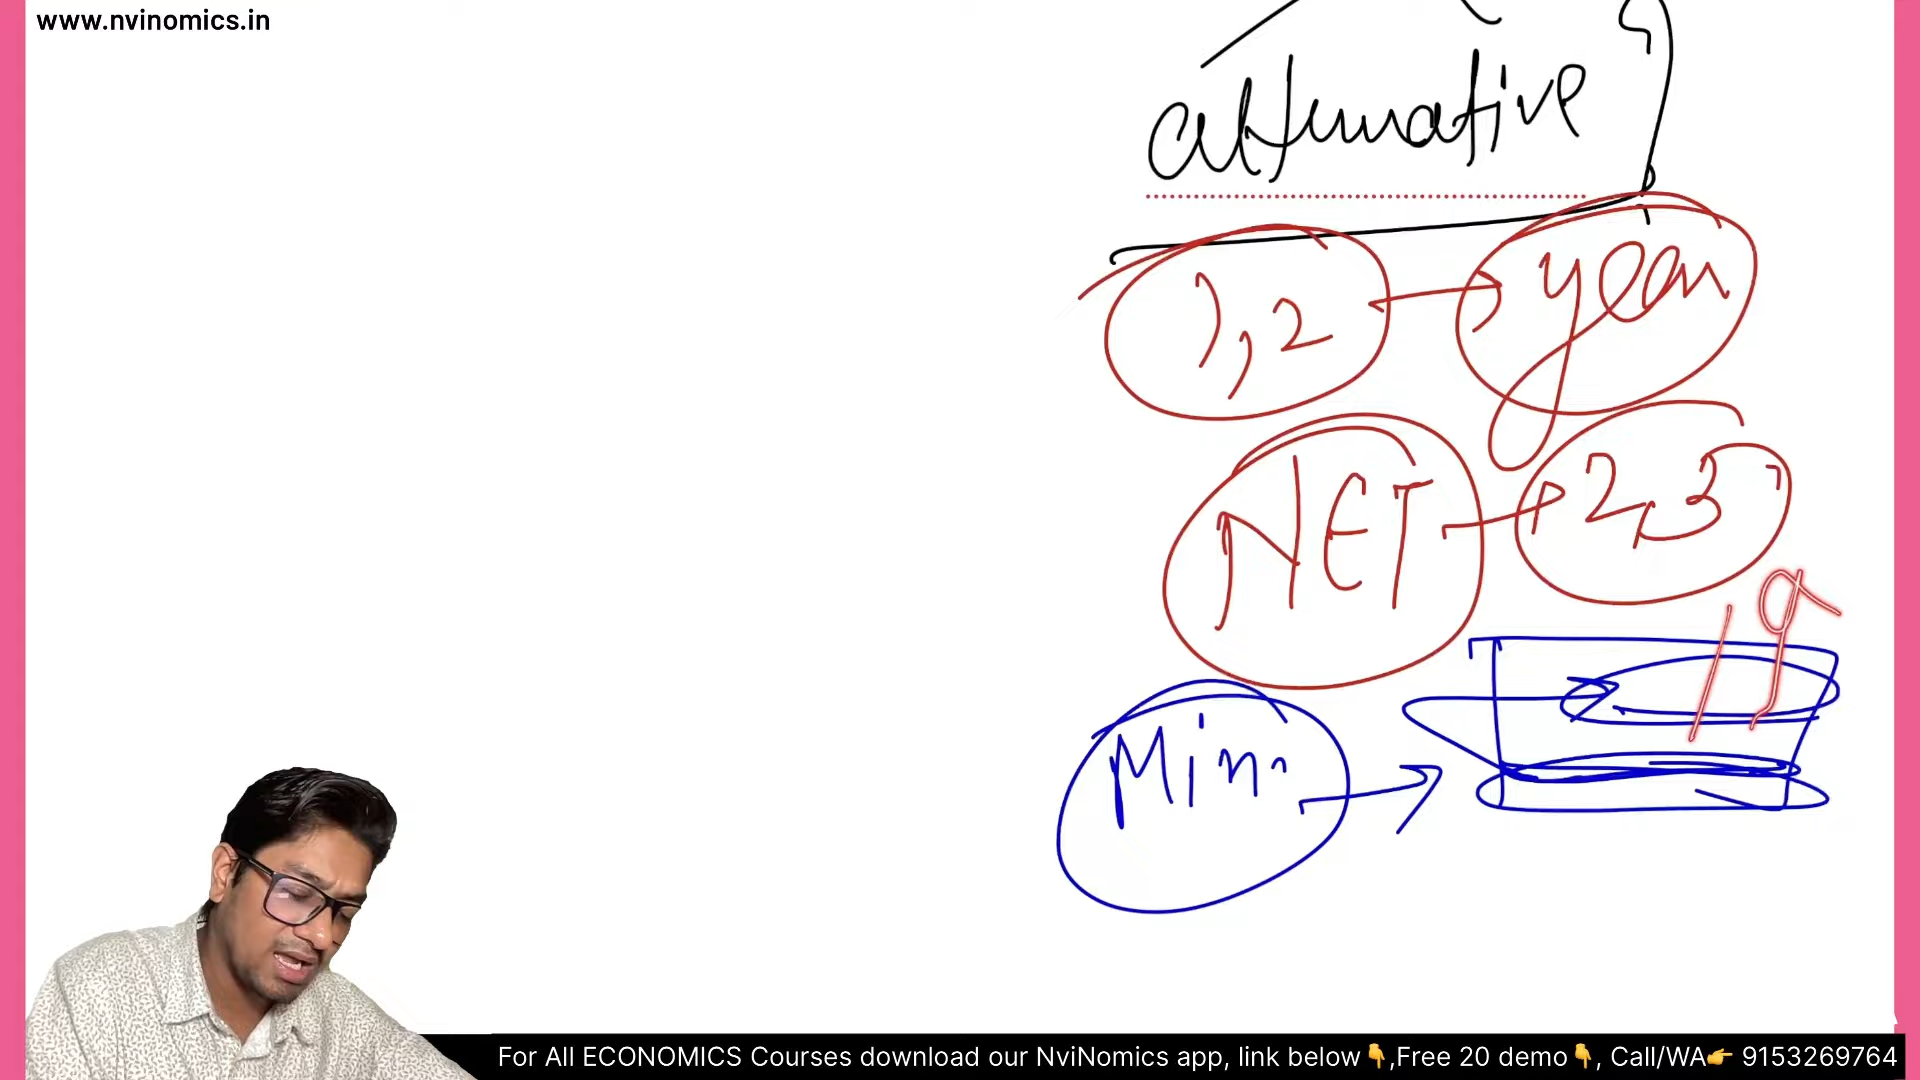 www.nvinomics.in
alternative
1,2 → year
NET → 2,3
19
Min. →
For All ECONOMICS Courses download our NviNomics app, link below👇,Free 20 demo👇, Call/WA👉 9153269764